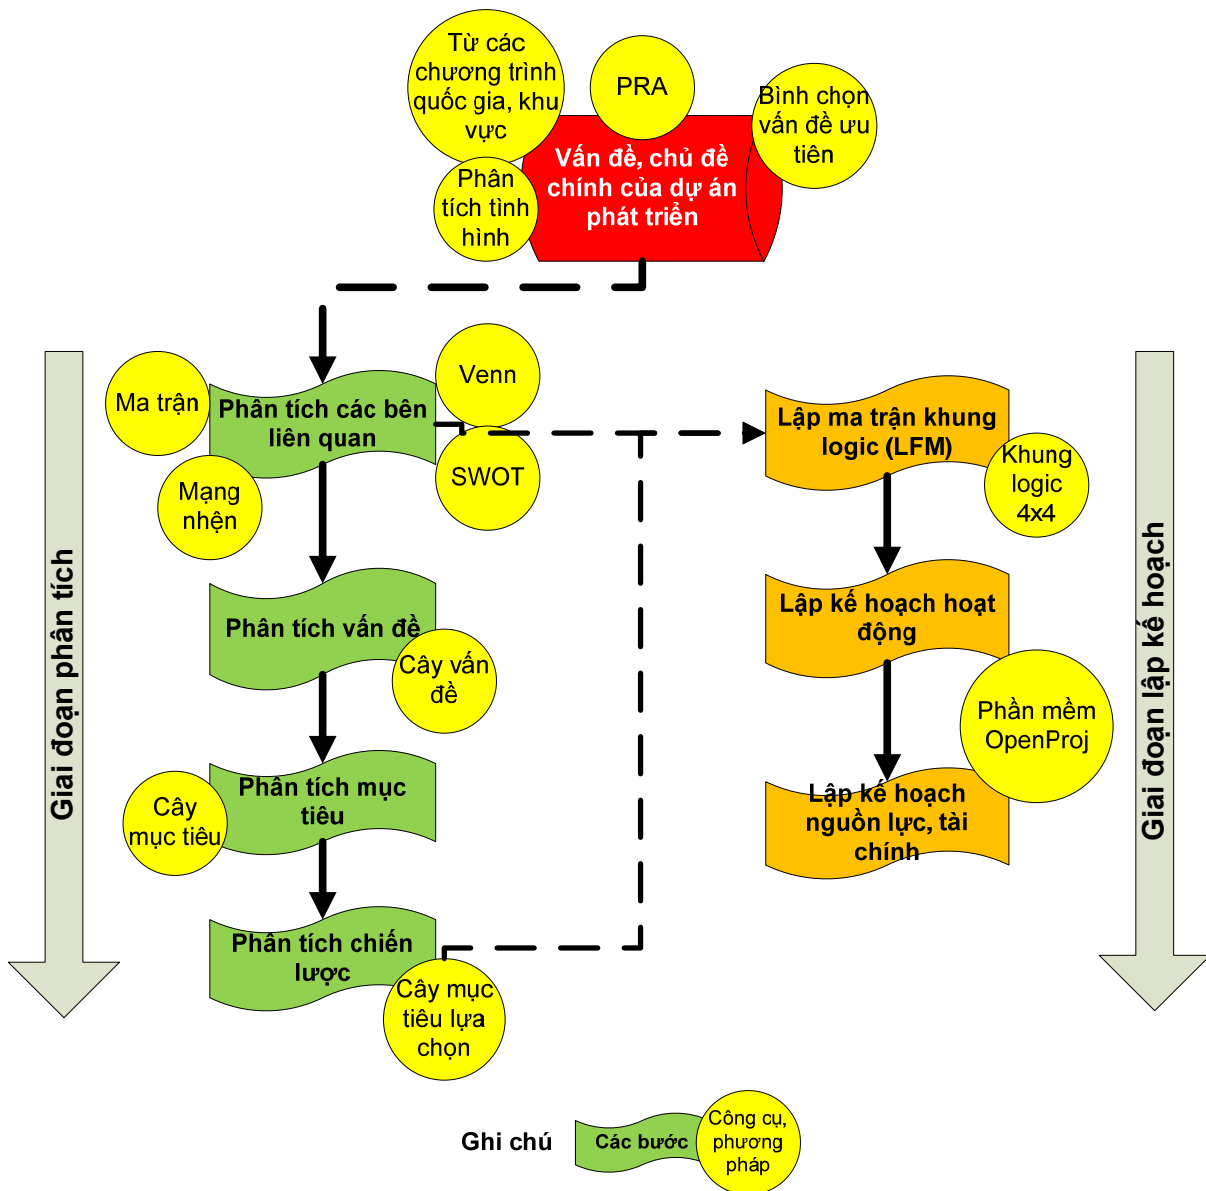 Từ các
chương trình
quốc gia, khu
vực
PRA
Bình chọn
vấn đề ưu
tiên
Vấn đề, chủ đề
chính của dự án
phát triển
Phân
tích tình
hình
Ma trận
Phân tích các bên
liên quan
Venn
SWOT
Mạng
nhện
Lập ma trận khung
logic (LFM)
Khung
logic
4x4
Giai đoạn phân tích
Phân tích vấn đề
Cây vấn
đề
Lập kế hoạch hoạt
động
Phần mềm
OpenProj
Giai đoạn lập kế hoạch
Phân tích mục
tiêu
Cây
mục tiêu
Lập kế hoạch
nguồn lực, tài
chính
Phân tích chiến
lược
Cây mục
tiêu lựa
chọn
Ghi chú
Các bước
Công cụ,
phương
pháp